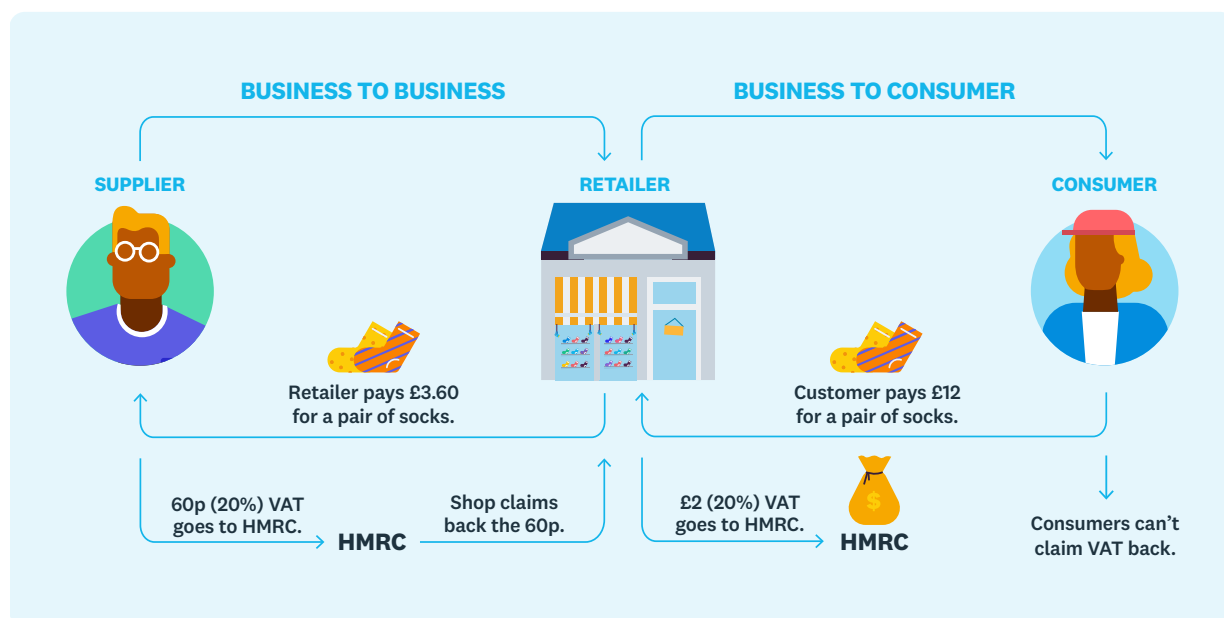 BUSINESS TO BUSINESS
BUSINESS TO CONSUMER
SUPPLIER
RETAILER
CONSUMER
Retailer pays £3.60
for a pair of socks.
Customer pays £12
for a pair of socks.
60p (20%) VAT
goes to HMRC.
HMRC
Shop claims
back the 60p.
£2 (20%) VAT
goes to HMRC.
$
HMRC
Consumers can’t
claim VAT back.